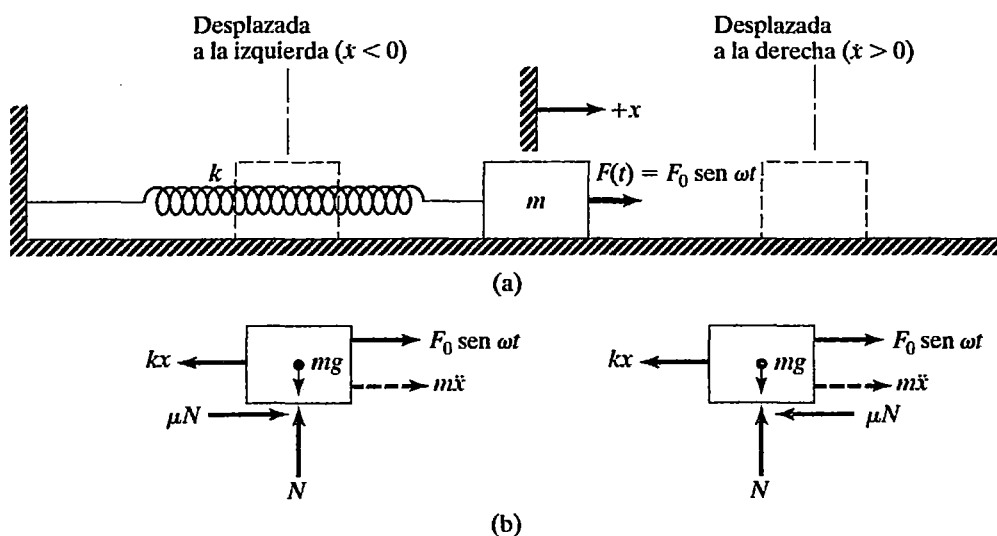 Desplazada
a la izquierda (ẋ < 0)
Desplazada
a la derecha (ẋ > 0)
+x
k
m
F(t) = F₀ sen ωt
(a)
kx
F₀ sen ωt
mg
mẍ
μN
N
kx
F₀ sen ωt
mg
mẍ
μN
N
(b)